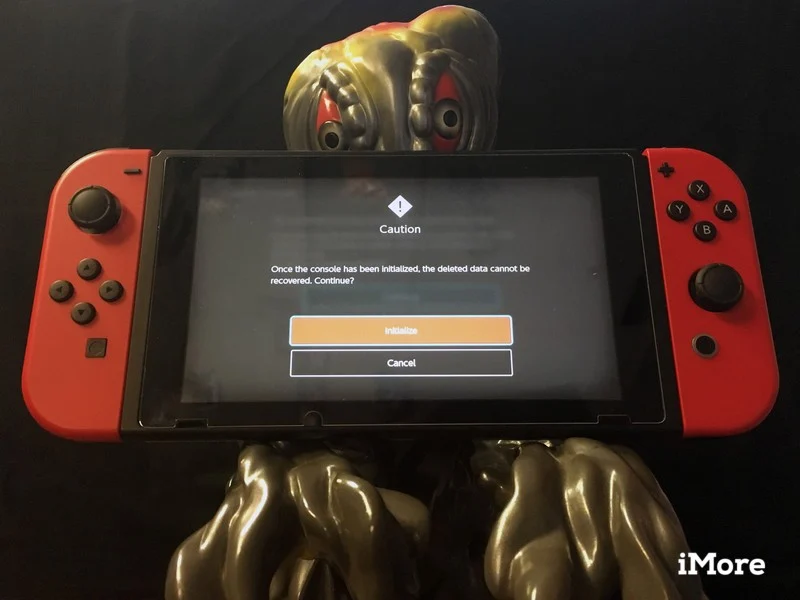 Caution
Once the console has been initialized, the deleted data cannot be
recovered. Continue?
Initialize
Cancel
X
Y
A
B
iMore